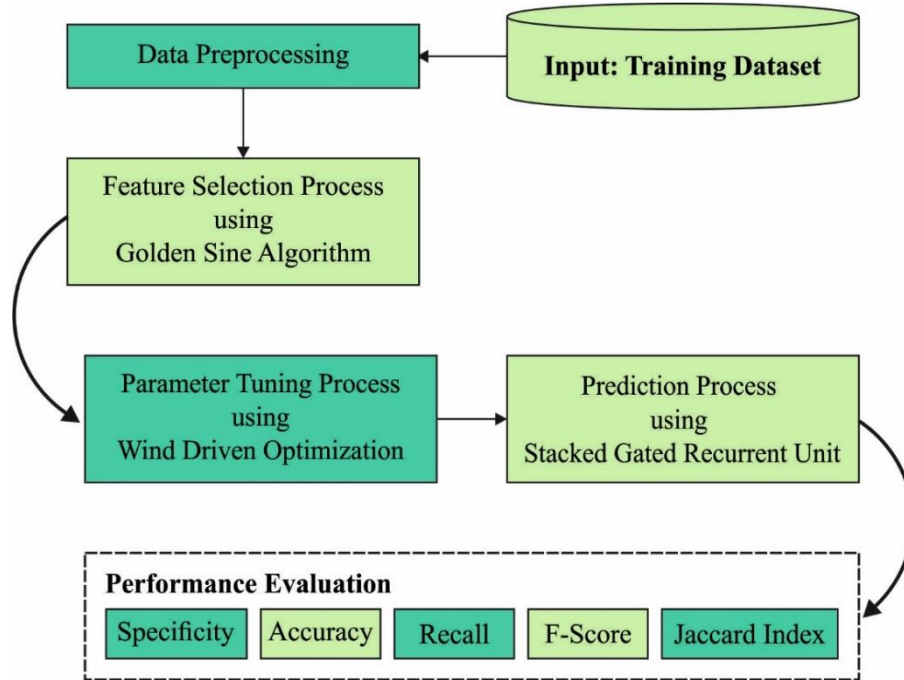 Data Preprocessing
Input: Training Dataset
Feature Selection Process
using
Golden Sine Algorithm
Parameter Tuning Process
using
Wind Driven Optimization
Prediction Process
using
Stacked Gated Recurrent Unit
Performance Evaluation
Specificity
Accuracy
Recall
F-Score
Jaccard Index